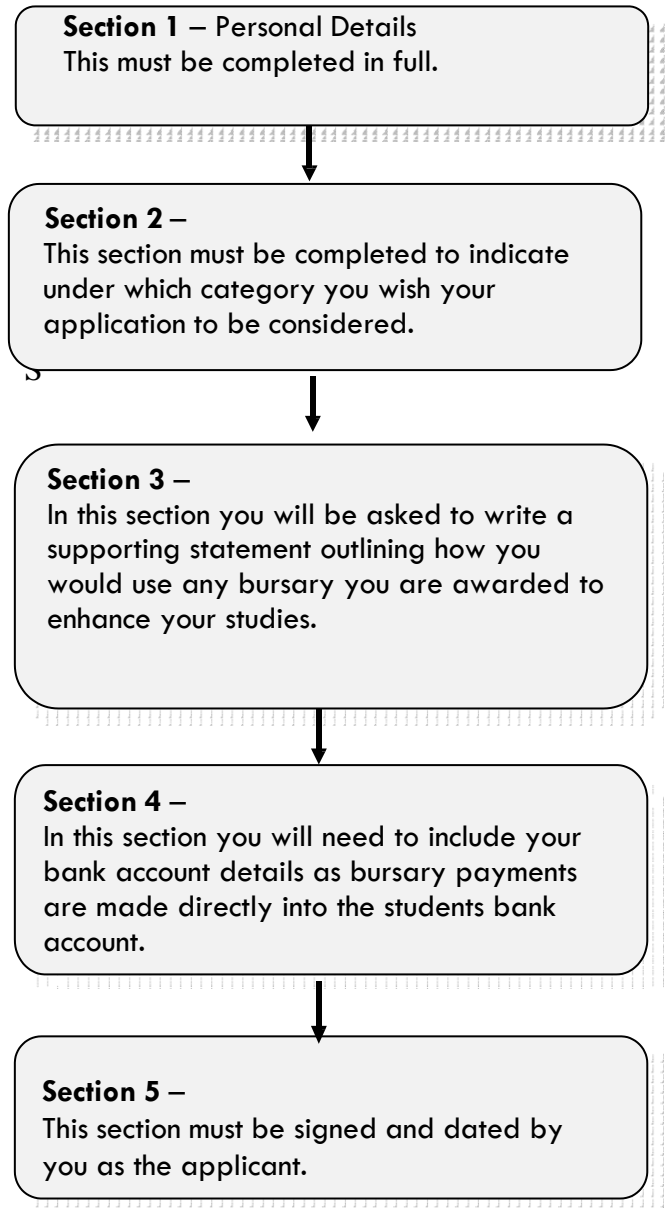 Section 1 – Personal Details
This must be completed in full.
Section 2 –
This section must be completed to indicate
under which category you wish your
application to be considered.
s
Section 3 –
In this section you will be asked to write a
supporting statement outlining how you
would use any bursary you are awarded to
enhance your studies.
Section 4 –
In this section you will need to include your
bank account details as bursary payments
are made directly into the students bank
account.
Section 5 –
This section must be signed and dated by
you as the applicant.